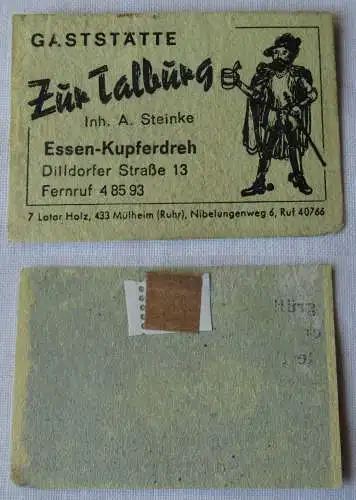 GASTSTÄTTE
Zur Talburg
Inh. A. Steinke
Essen-Kupferdreh
Dilldorfer Straße 13
Fernruf 4 85 93
7 Lotar Holz, 433 Mülheim (Ruhr), Nibelungenweg 6, Ruf 40766